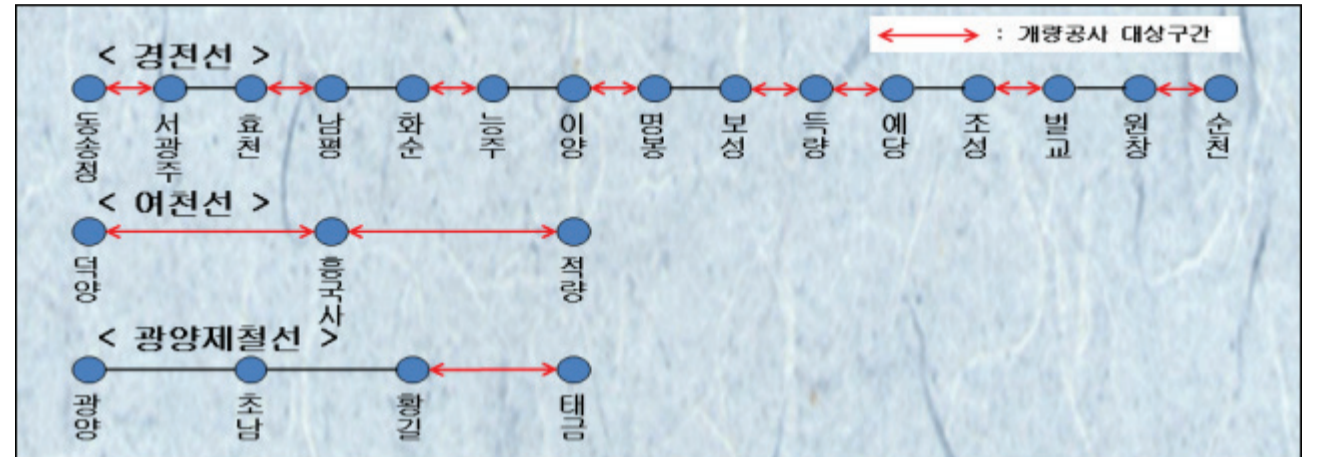 : 개량공사 대상구간
< 경전선 >
동송정 서광주 효천 남평 화순 능주 이양 명봉 보성 득량 예당 조성 벌교 원창 순천
< 여천선 >
덕양 흥국사 적량
< 광양제철선 >
광양 초남 황길 태금